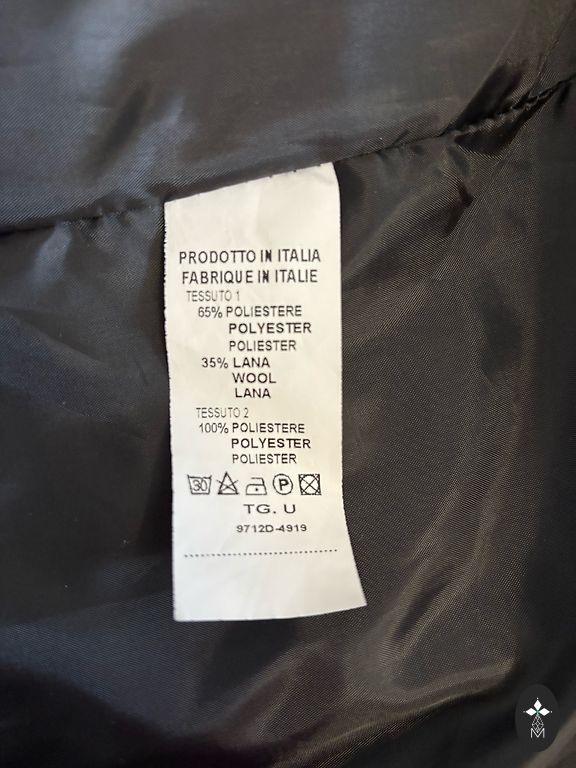 PRODOTTO IN ITALIA
FABRIQUE IN ITALIE
TESSUTO 1
65% POLIESTERE
POLYESTER
POLIESTER
35% LANA
WOOL
LANA
TESSUTO 2
100% POLIESTERE
POLYESTER
POLIESTER
30 P
TG. U
9712D-4919
M